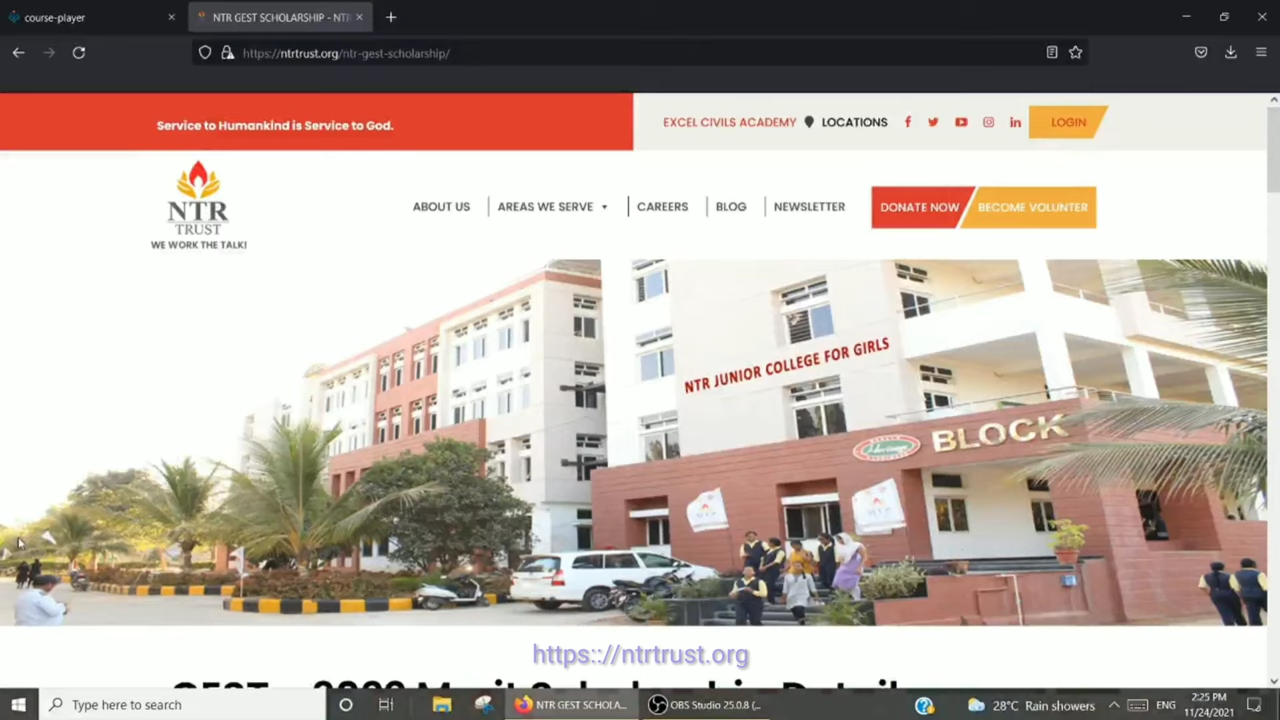 course-player
NTR GEST SCHOLARSHIP - NTR
https://ntrtrust.org/ntr-gest-scholarship/
Service to Humankind is Service to God.
EXCEL CIVILS ACADEMY LOCATIONS LOGIN
NTR
TRUST
WE WORK THE TALK!
ABOUT US AREAS WE SERVE CAREERS BLOG NEWSLETTER DONATE NOW BECOME VOLUNTER
NTR JUNIOR COLLEGE FOR GIRLS
BLOCK
https://ntrtrust.org
Type here to search
NTR GEST SCHOLA...
OBS Studio 25.0.8 (...
28°C Rain showers
ENG
2:25 PM
11/24/2021